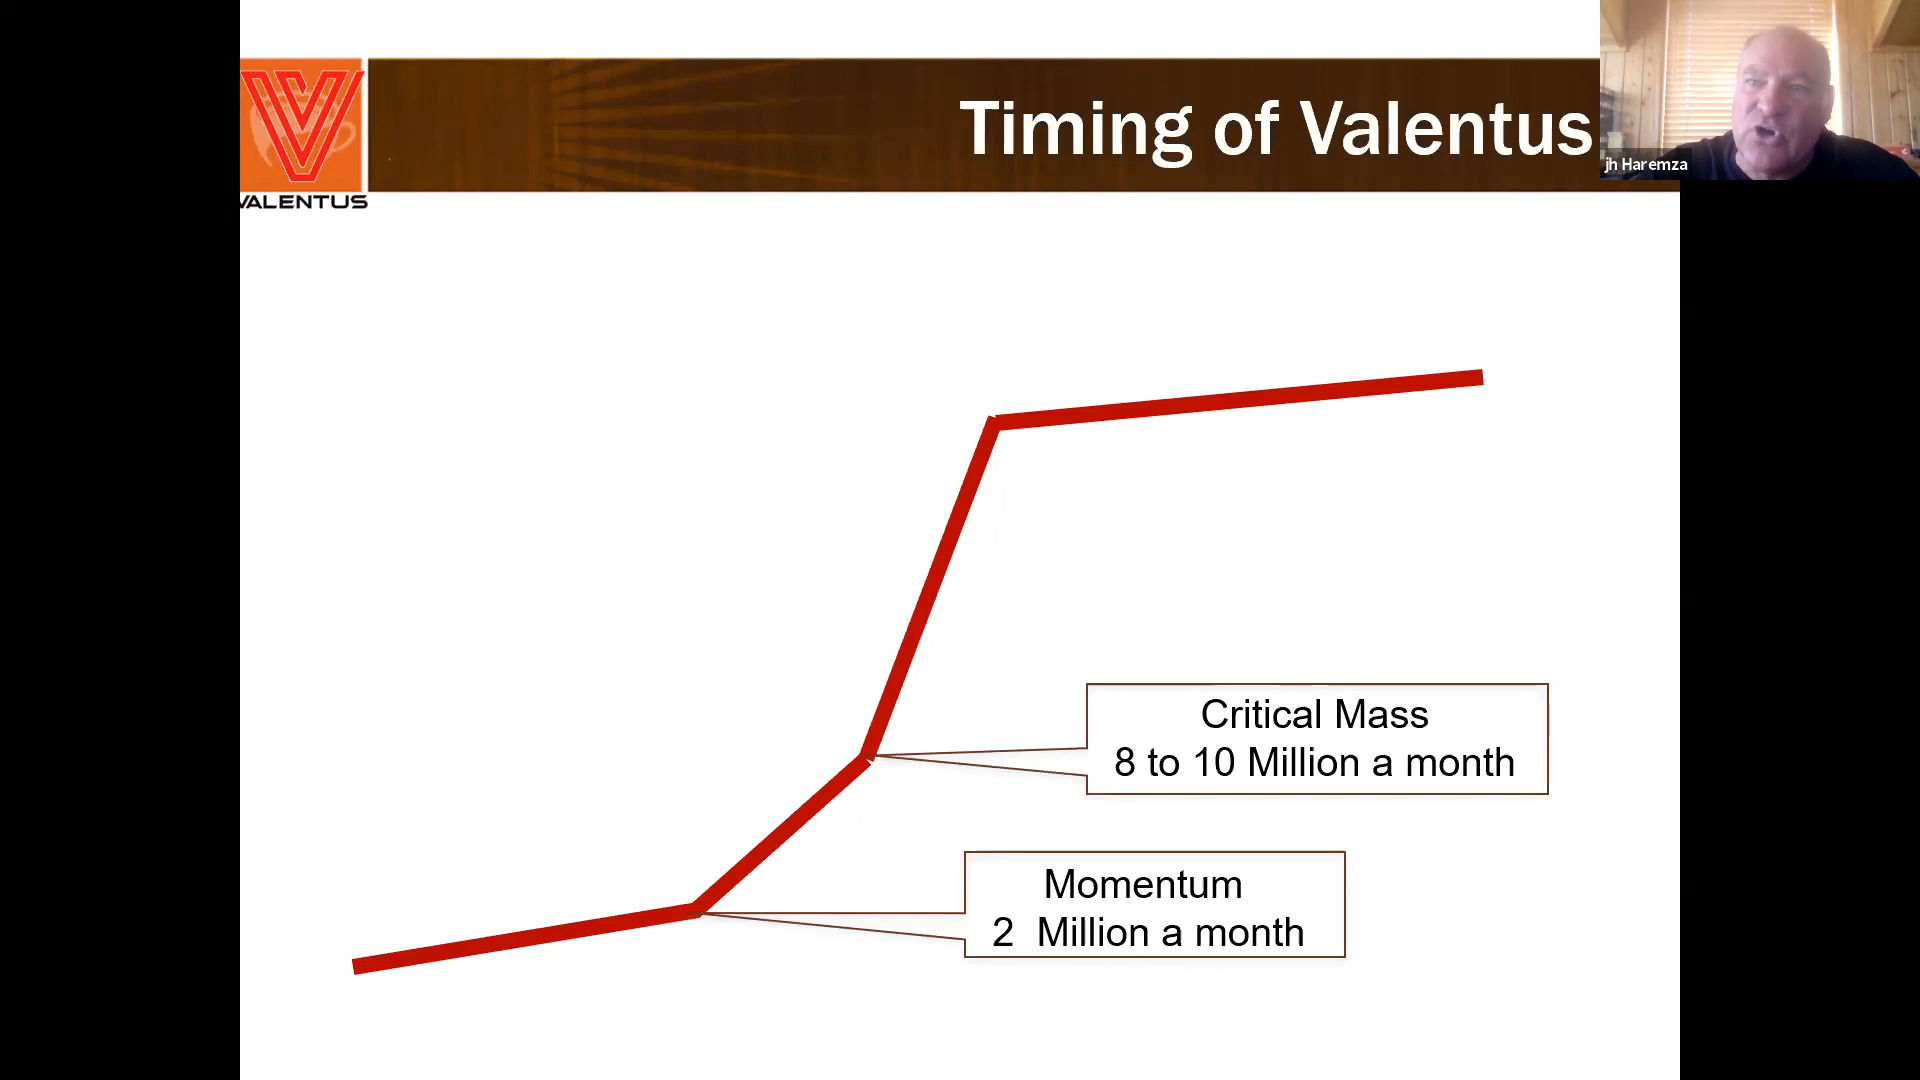 Timing of Valentus
jh Haremza
VALENTUS
Critical Mass
8 to 10 Million a month
Momentum
2 Million a month